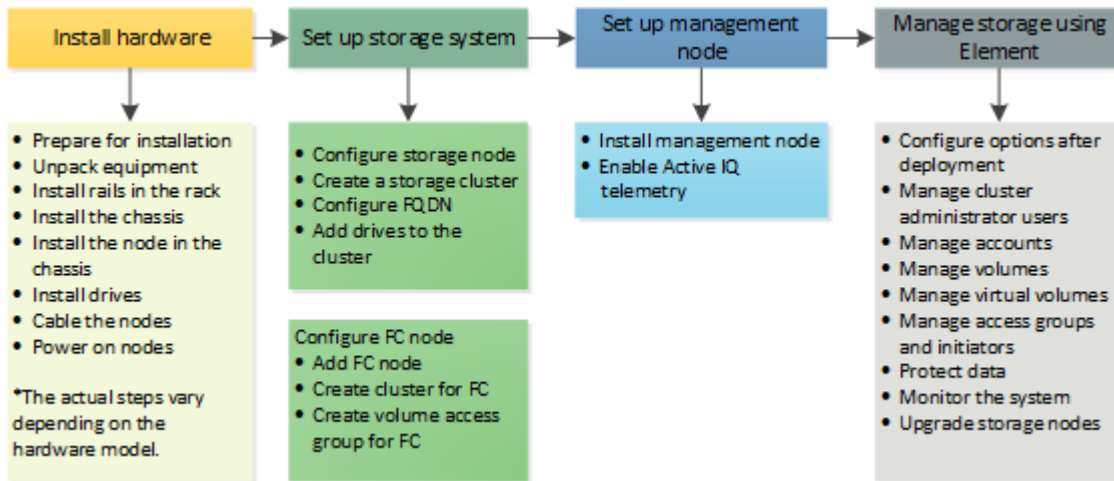 Install hardware
Set up storage system
Set up management
node
Manage storage using
Element
• Prepare for installation
• Unpack equipment
• Install rails in the rack
• Install the chassis
• Install the node in the
chassis
• Install drives
• Cable the nodes
• Power on nodes
*The actual steps vary
depending on the
hardware model.
• Configure storage node
• Create a storage cluster
• Configure FQDN
• Add drives to the
cluster
Configure FC node
• Add FC node
• Create cluster for FC
• Create volume access
group for FC
• Install management node
• Enable Active IQ
telemetry
• Configure options after
deployment
• Manage cluster
administrator users
• Manage accounts
• Manage volumes
• Manage virtual volumes
• Manage access groups
and initiators
• Protect data
• Monitor the system
• Upgrade storage nodes